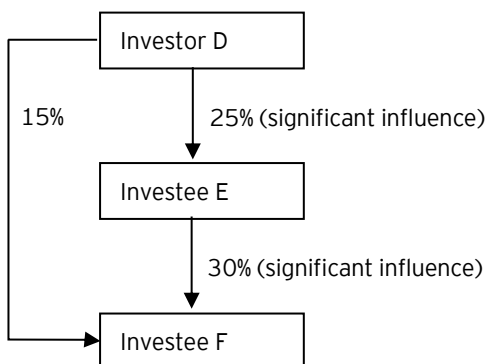 Investor D
15%
25% (significant influence)
Investee E
30% (significant influence)
Investee F